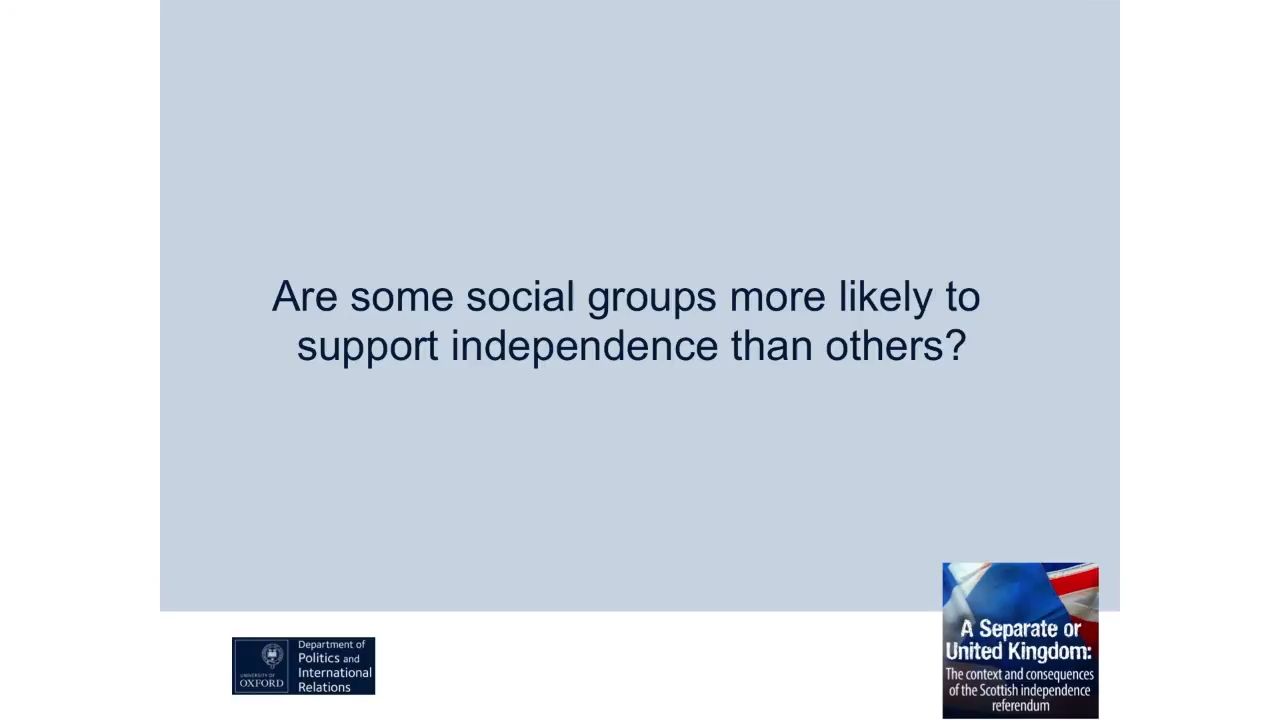 Are some social groups more likely to
support independence than others?
UNIVERSITY OF
OXFORD
Department of
Politics and
International
Relations
A Separate or
United Kingdom:
The context and consequences
of the Scottish independence
referendum